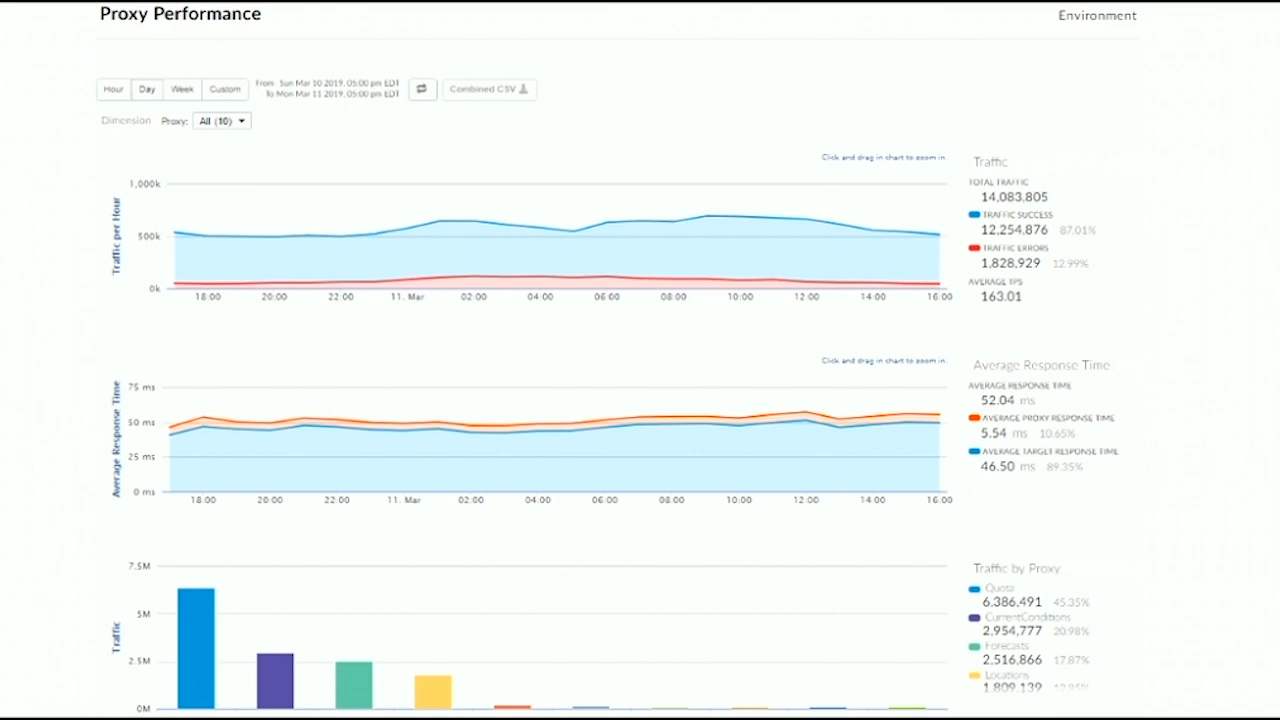 Proxy Performance
Environment
Hour Day Week Custom
From Sun Mar 10 2019, 05:00 pm EDT
To Mon Mar 11 2019, 05:00 pm EDT
Combined CSV
Dimension Proxy: All (10)
Click and drag in chart to zoom in.
Traffic per Hour
1,000k
500k
0k
18:00 20:00 22:00 11. Mar 02:00 04:00 06:00 08:00 10:00 12:00 14:00 16:00
Traffic
TOTAL TRAFFIC
14,083,805
TRAFFIC SUCCESS
12,254,876 87.01%
TRAFFIC ERRORS
1,828,929 12.99%
AVERAGE TPS
163.01
Click and drag in chart to zoom in.
Average Response Time
75 ms
50 ms
25 ms
0 ms
18:00 20:00 22:00 11. Mar 02:00 04:00 06:00 08:00 10:00 12:00 14:00 16:00
Average Response Time
AVERAGE RESPONSE TIME
52.04 ms
AVERAGE PROXY RESPONSE TIME
5.54 ms 10.65%
AVERAGE TARGET RESPONSE TIME
46.50 ms 89.35%
Traffic
7.5M
5M
2.5M
0M
Traffic by Proxy
Quota
6,386,491 45.35%
CurrentConditions
2,954,777 20.98%
Forecasts
2,516,866 17.87%
Locations
1,809,139 12.85%